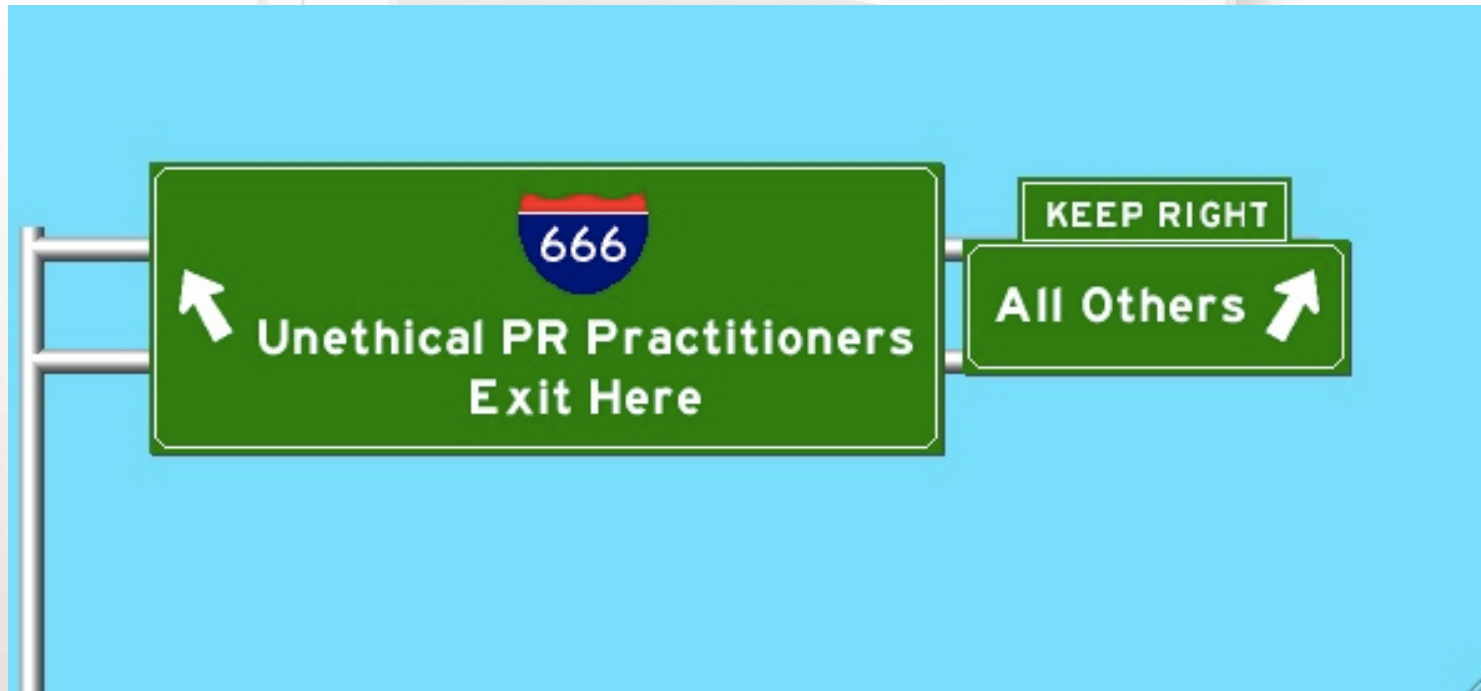 666
Unethical PR Practitioners
Exit Here
KEEP RIGHT
All Others